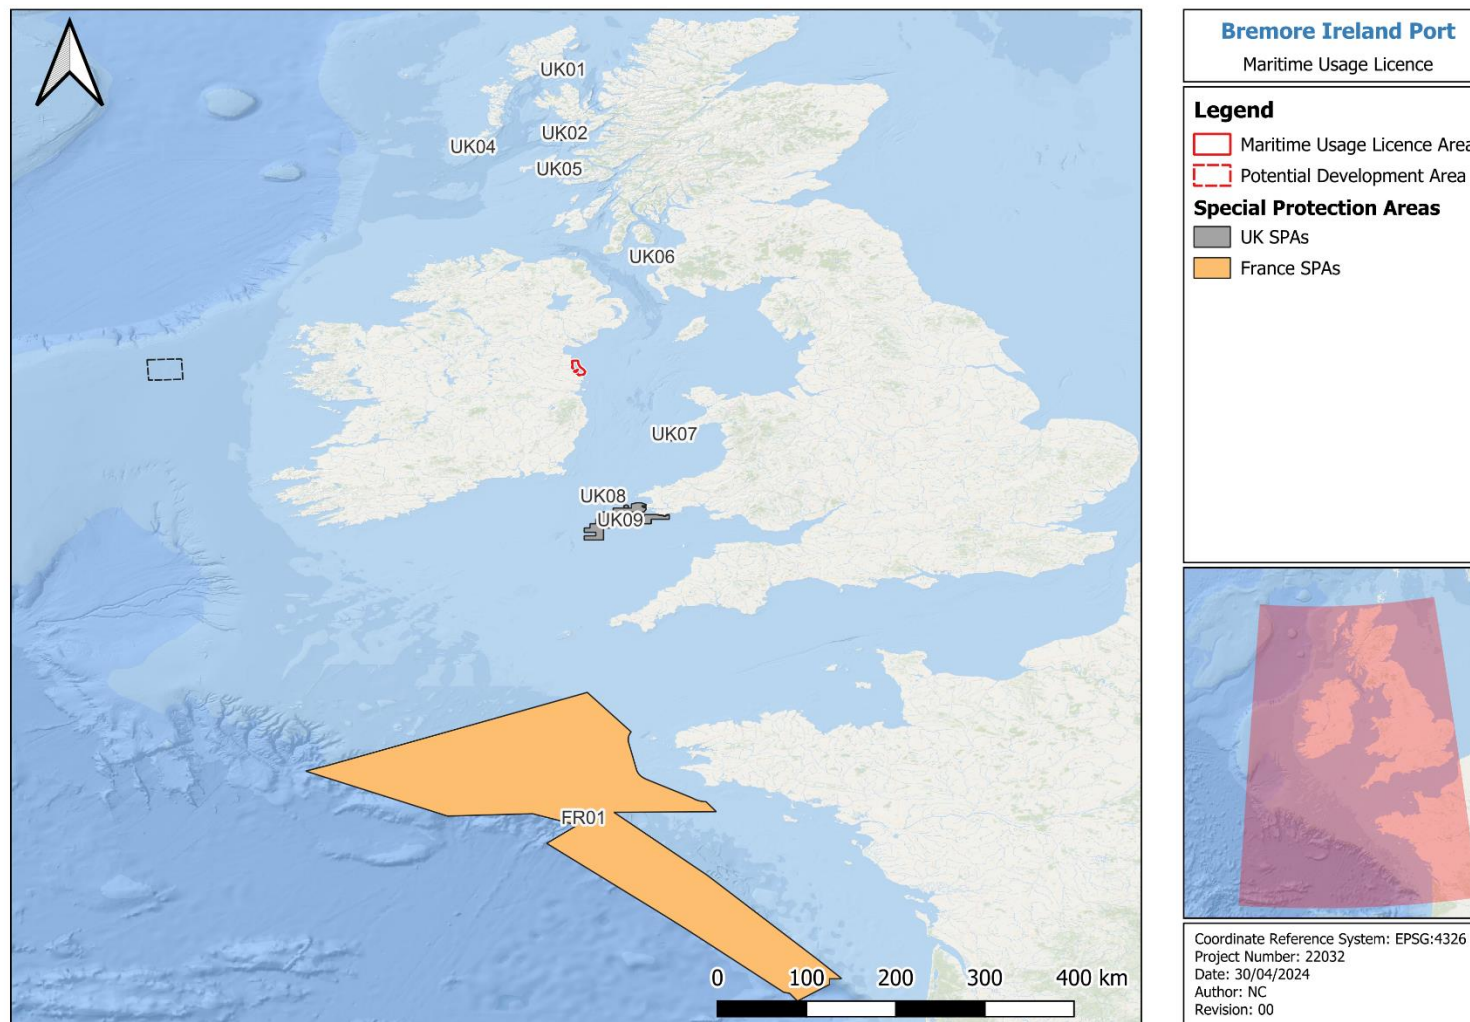 UK01
UK02
UK04
UK05
UK06
UK07
UK08
UK09
FR01
0 100 200 300 400 km
Bremore Ireland Port
Maritime Usage Licence
Legend
Maritime Usage Licence Area
Potential Development Area
Special Protection Areas
UK SPAs
France SPAs
Coordinate Reference System: EPSG:4326
Project Number: 22032
Date: 30/04/2024
Author: NC
Revision: 00